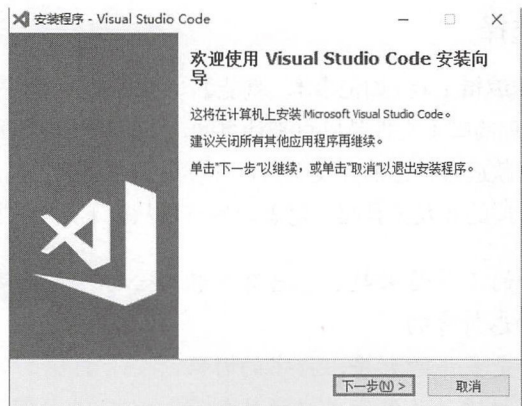 安装程序 - Visual Studio Code
欢迎使用 Visual Studio Code 安装向
导
这将在计算机上安装 Microsoft Visual Studio Code。
建议关闭所有其他应用程序再继续。
单击"下一步"以继续，或单击"取消"以退出安装程序。
下一步(N) >
取消